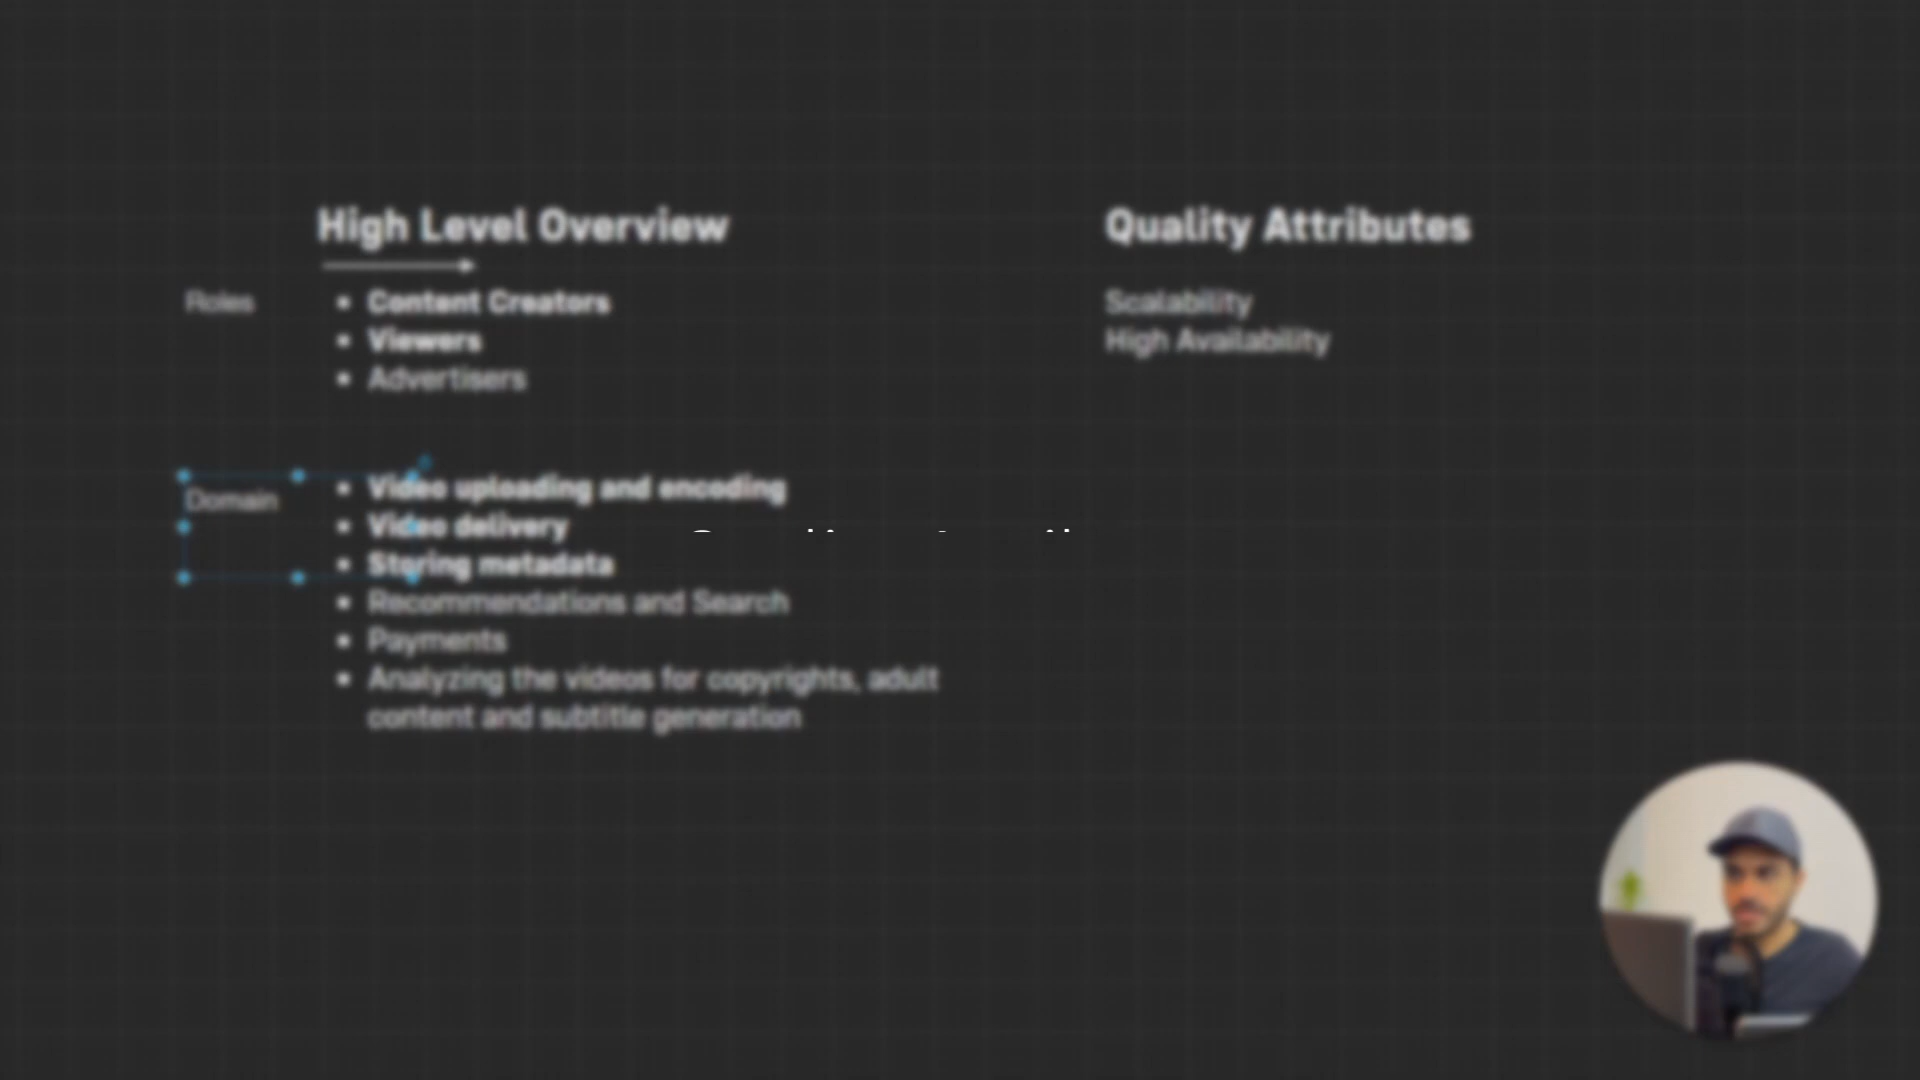 High Level Overview
Roles
• Content Creators
• Viewers
• Advertisers
Domain
• Video uploading and encoding
• Video delivery
• Storing metadata
• Recommendations and Search
• Payments
• Analyzing the videos for copyrights, adult
content and subtitle generation
Quality Attributes
Scalability
High Availability